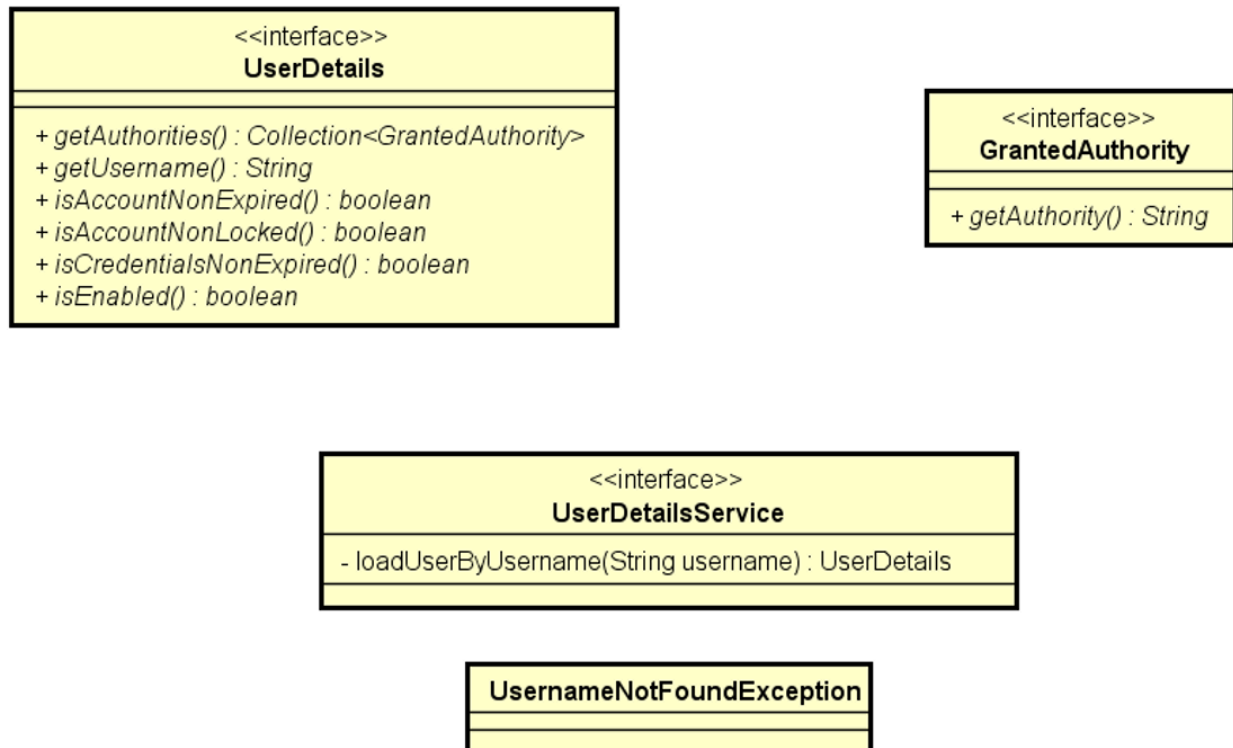 <<interface>>
UserDetails
+ getAuthorities() : Collection<GrantedAuthority>
+ getUsername() : String
+ isAccountNonExpired() : boolean
+ isAccountNonLocked() : boolean
+ isCredentialsNonExpired() : boolean
+ isEnabled() : boolean
<<interface>>
GrantedAuthority
+ getAuthority() : String
<<interface>>
UserDetailsService
- loadUserByUsername(String username) : UserDetails
UsernameNotFoundException